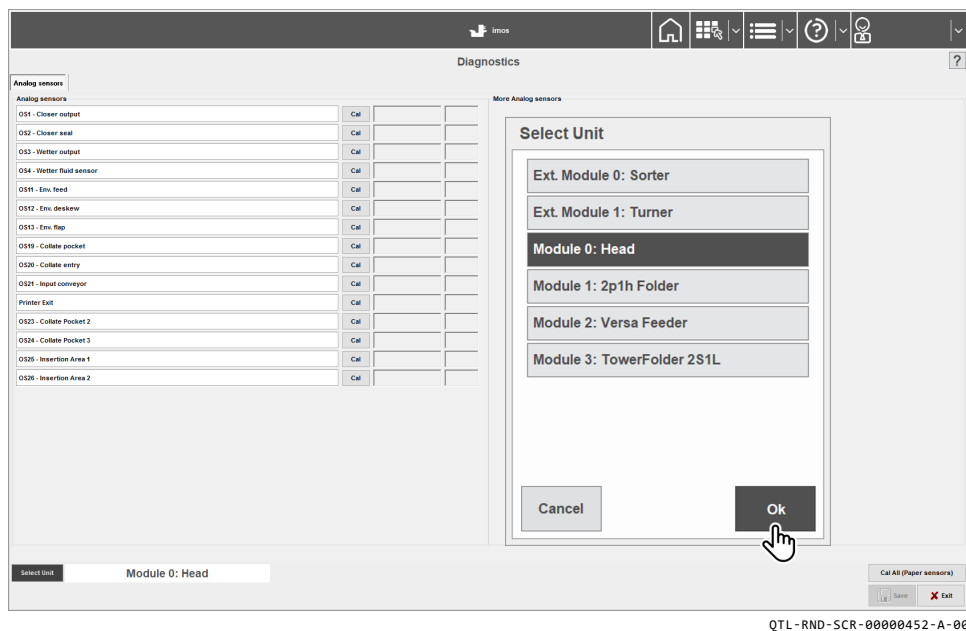 imos
Diagnostics
?
Analog sensors
Analog sensors
More Analog sensors
OS1 - Closer output Cal
OS2 - Closer seal Cal
OS3 - Wetter output Cal
OS4 - Wetter fluid sensor Cal
OS11 - Env. feed Cal
OS12 - Env. deskew Cal
OS13 - Env. flap Cal
OS19 - Collate pocket Cal
OS20 - Collate entry Cal
OS21 - Input conveyor Cal
Printer Exit Cal
OS23 - Collate Pocket 2 Cal
OS24 - Collate Pocket 3 Cal
OS25 - Insertion Area 1 Cal
OS26 - Insertion Area 2 Cal
Select Unit
Ext. Module 0: Sorter
Ext. Module 1: Turner
Module 0: Head
Module 1: 2p1h Folder
Module 2: Versa Feeder
Module 3: TowerFolder 2S1L
Cancel Ok
Select Unit Module 0: Head
Cal All (Paper sensors)
Save Exit
QTL-RND-SCR-00000452-A-00